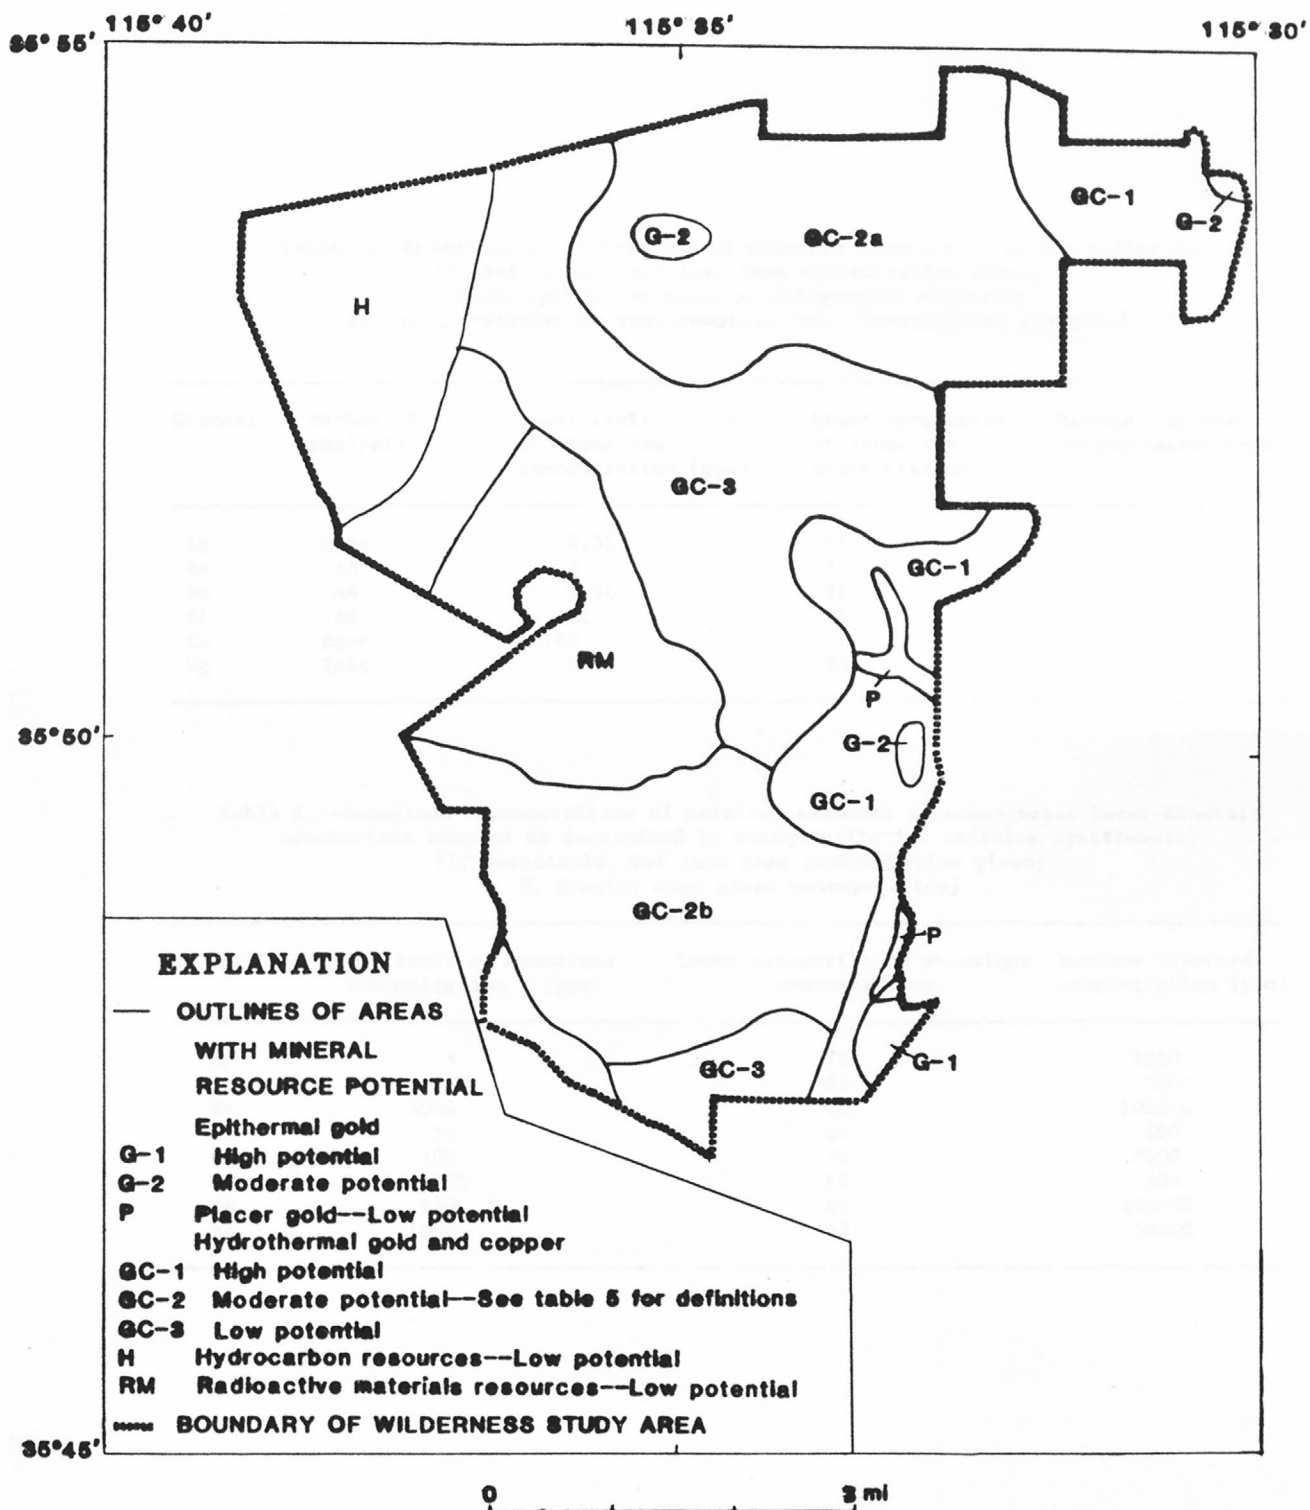 115° 40'
115° 35'
115° 30'
35° 55'
GC-1
G-2
G-2
GC-2a
H
GC-3
GC-1
RM
P
35° 50'
G-2
GC-1
GC-2b
P
EXPLANATION
OUTLINES OF AREAS
WITH MINERAL
RESOURCE POTENTIAL
GC-3
G-1
Epithermal gold
G-1 High potential
G-2 Moderate potential
P Placer gold--Low potential
Hydrothermal gold and copper
GC-1 High potential
GC-2 Moderate potential--See table 5 for definitions
GC-3 Low potential
H Hydrocarbon resources--Low potential
RM Radioactive materials resources--Low potential
BOUNDARY OF WILDERNESS STUDY AREA
35° 45'
0 3 mi